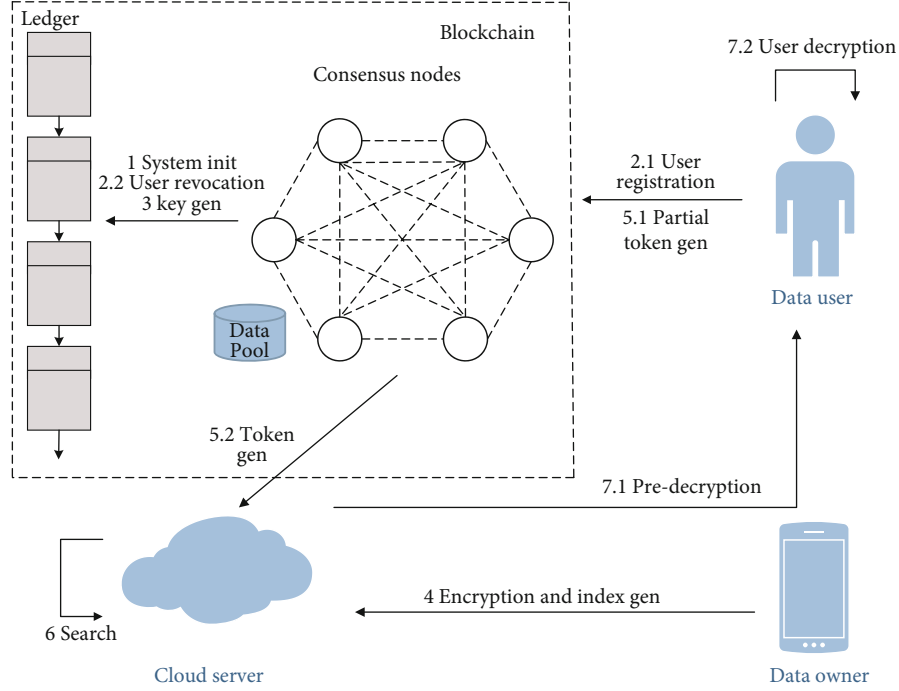 Ledger
Blockchain
Consensus nodes
7.2 User decryption
1 System init
2.2 User revocation
3 key gen
2.1 User
registration
5.1 Partial
token gen
Data user
Data
Pool
5.2 Token
gen
7.1 Pre-decryption
4 Encryption and index gen
6 Search
Cloud server
Data owner